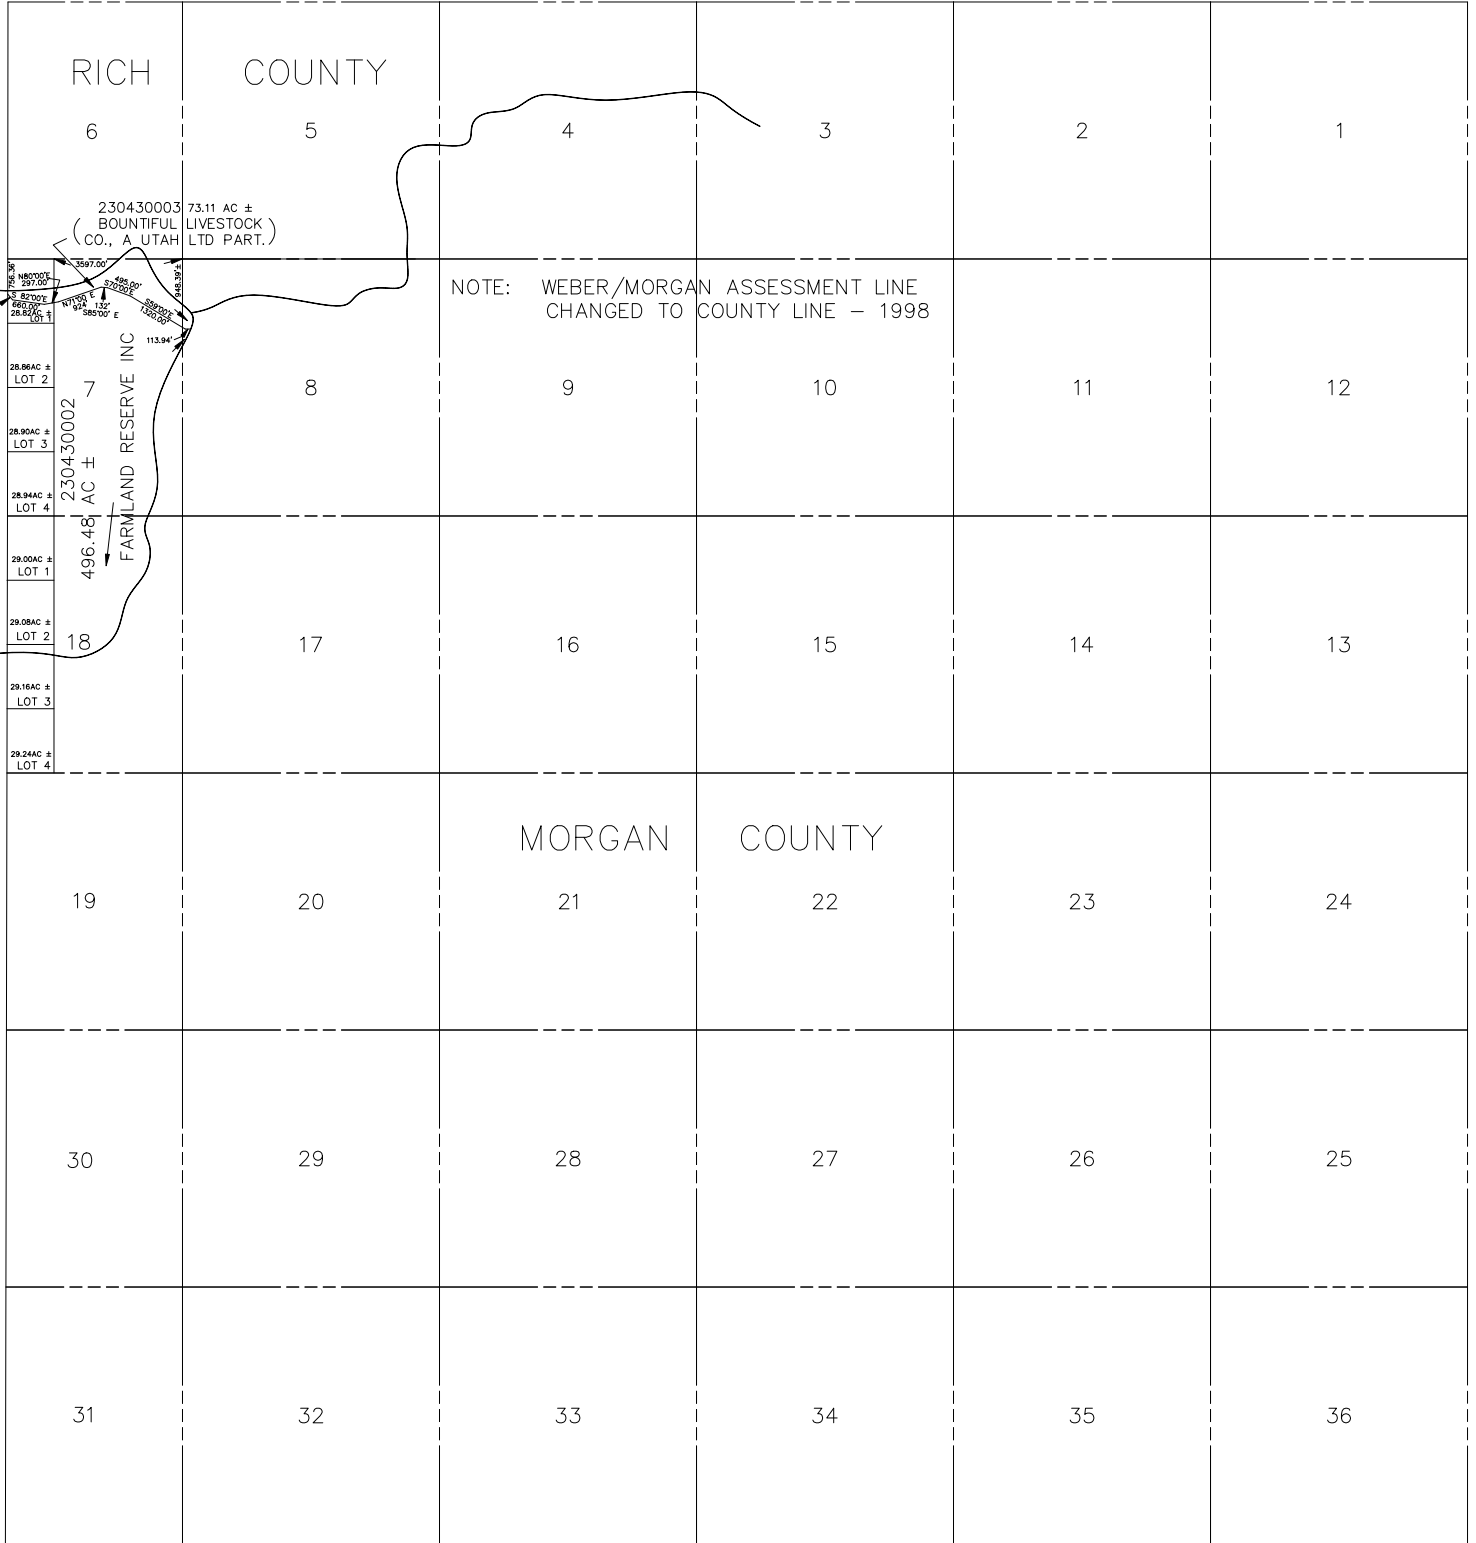 RICH COUNTY
6 5 4 3 2 1
230430003 73.11 AC ±
( BOUNTIFUL LIVESTOCK )
CO., A UTAH LTD PART.
3597.00'
756.36'
948.39'±
N80°00'E
297.00'
S 82°00'E
660.00'
N71°00' E
924'
132'
S85°00' E
495.00'
S70°00'E
S59°00'E
1320.00'
113.94'
NOTE: WEBER/MORGAN ASSESSMENT LINE
CHANGED TO COUNTY LINE – 1998
28.82AC ±
LOT 1
28.86AC ±
LOT 2
28.90AC ±
LOT 3
28.94AC ±
LOT 4
7 8 9 10 11 12
230430002
496.48 AC ±
FARMLAND RESERVE INC
29.00AC ±
LOT 1
29.08AC ±
LOT 2
29.16AC ±
LOT 3
29.24AC ±
LOT 4
18 17 16 15 14 13
MORGAN COUNTY
19 20 21 22 23 24
30 29 28 27 26 25
31 32 33 34 35 36